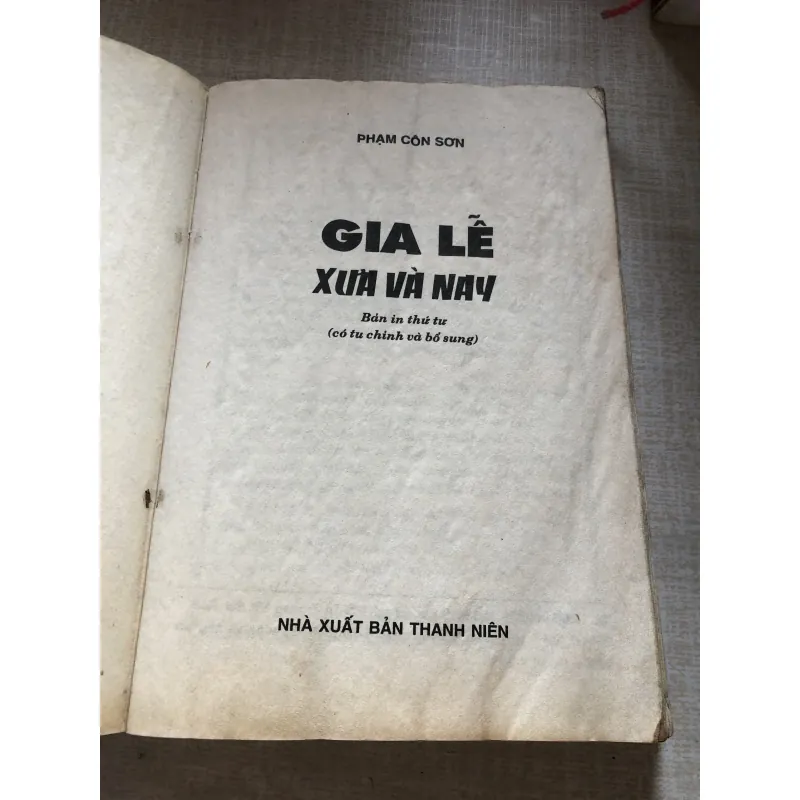 PHẠM CÔN SƠN
GIA LỄ
XƯA VÀ NAY
Bản in thứ tư
(có tu chỉnh và bổ sung)
NHÀ XUẤT BẢN THANH NIÊN